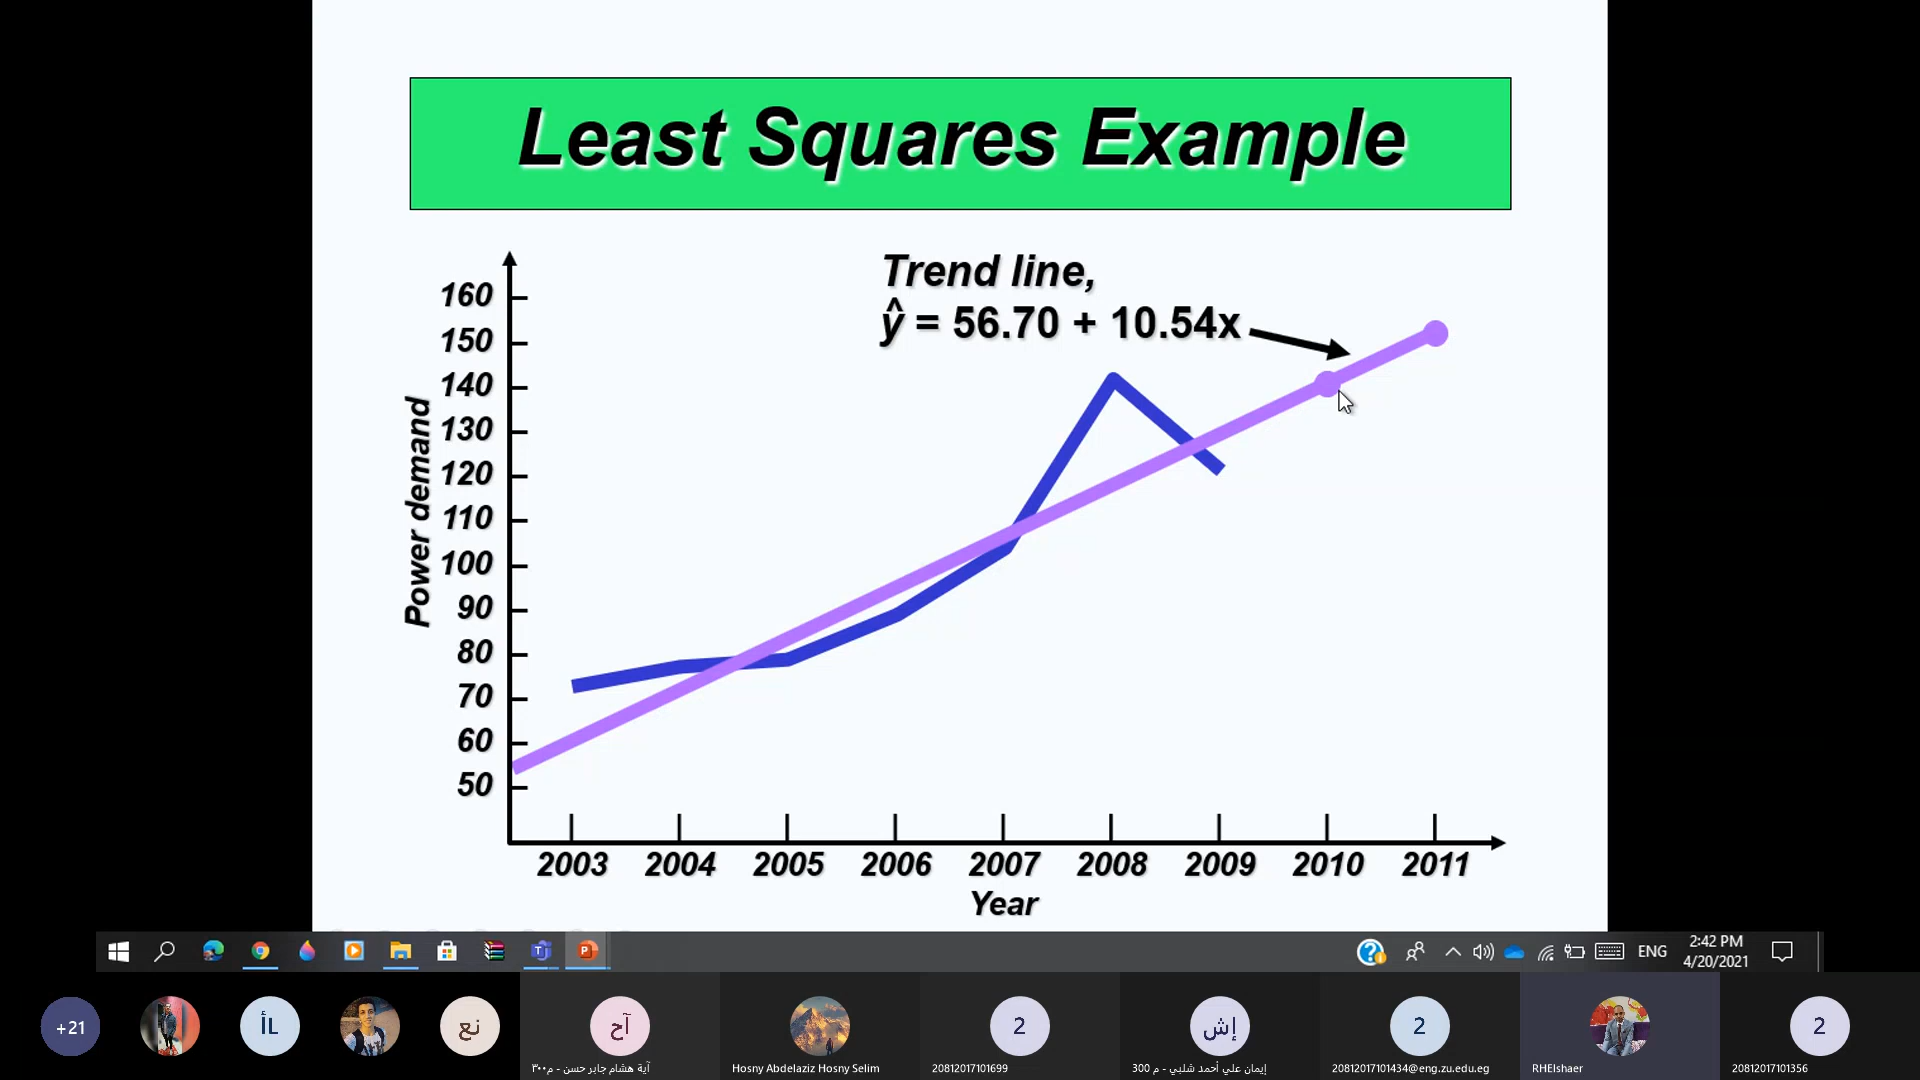 Least Squares Example
Trend line,
ŷ = 56.70 + 10.54x
160
150
140
130
120
110
100
90
80
70
60
50
Power demand
2003 2004 2005 2006 2007 2008 2009 2010 2011
Year
ENG
2:42 PM
4/20/2021
+21
أL
نع
آح
2
إش
2
2
آية هشام جابر حسن - م٣٠٠
Hosny Abdelaziz Hosny Selim
20812017101699
إيمان علي أحمد شلبي - م 300
20812017101434@eng.zu.edu.eg
RHElshaer
20812017101356